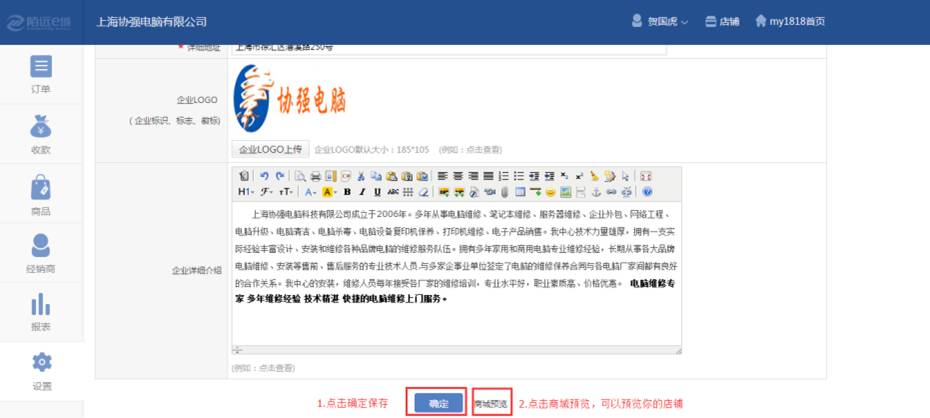 陌远e城
上海协强电脑有限公司
贺国虎
店铺
my1818首页
* 详细地址
上海市徐汇区漕溪路250号
订单
收款
商品
经销商
报表
设置
企业LOGO
（企业标识、标志、徽标）
协强电脑
企业LOGO上传 企业LOGO默认大小：185*105 （例如：点击查看）
企业详细介绍
上海协强电脑科技有限公司成立于2006年。多年从事电脑维修、笔记本维修、服务器维修、企业外包、网络工程、
电脑升级、电脑清洁、电脑杀毒、电脑设备复印机保养、打印机维修、电子产品销售。我中心技术力量雄厚，拥有一支实
际经验丰富设计、安装和维修各种品牌电脑的维修服务队伍。拥有多年家用和商用电脑专业维修经验，长期从事各大品牌
电脑维修、安装等售前、售后服务的专业技术人员.与多家企事业单位签定了电脑的维修保养合同与各电脑厂家间都有良好
的合作关系。我中心的安装，维修人员每年接受各厂家的维修培训，专业水平好，职业素质高、价格优惠。 电脑维修专
家 多年维修经验 技术精湛 快捷的电脑维修上门服务。
（例如：点击查看）
1.点击确定保存
确定
商城预览
2.点击商城预览，可以预览你的店铺